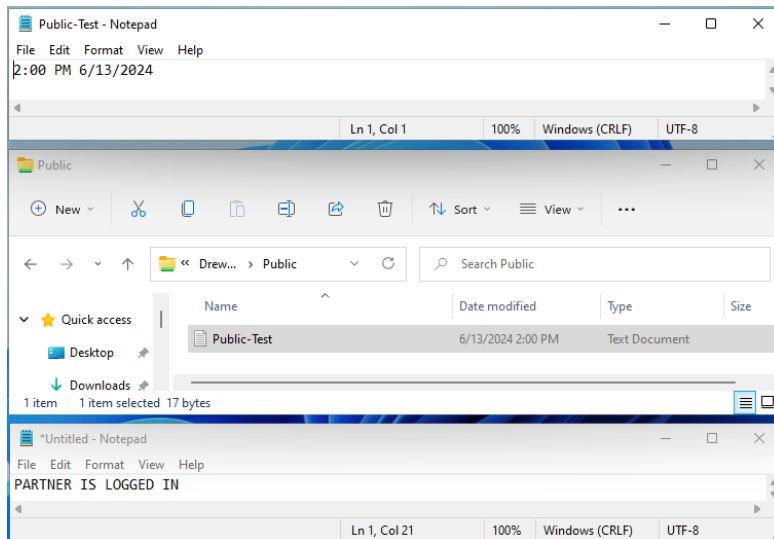 Public-Test - Notepad
File Edit Format View Help
2:00 PM 6/13/2024
Ln 1, Col 1 100% Windows (CRLF) UTF-8
Public
New Sort View
« Drew... > Public Search Public
Name Date modified Type Size
Quick access
Public-Test 6/13/2024 2:00 PM Text Document
Desktop
Downloads
1 item 1 item selected 17 bytes
*Untitled - Notepad
File Edit Format View Help
PARTNER IS LOGGED IN
Ln 1, Col 21 100% Windows (CRLF) UTF-8